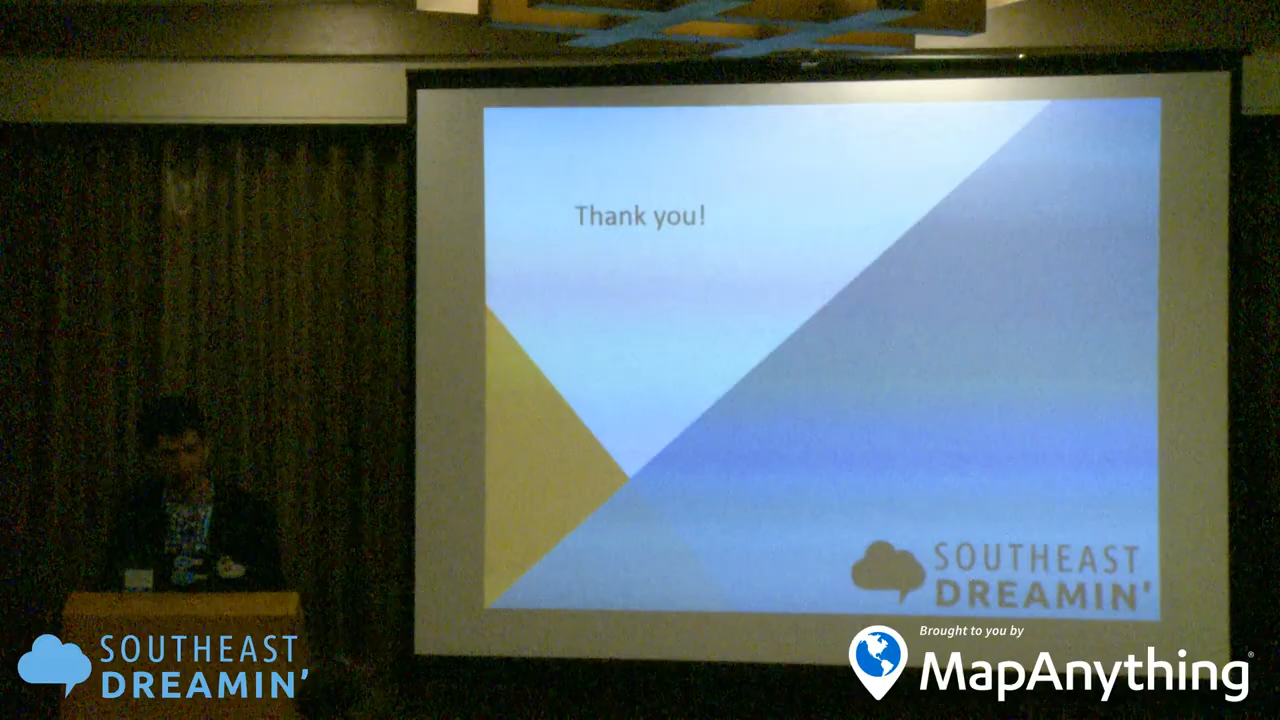 Thank you!
SOUTHEAST
DREAMIN'
SOUTHEAST
DREAMIN'
Brought to you by
MapAnything®